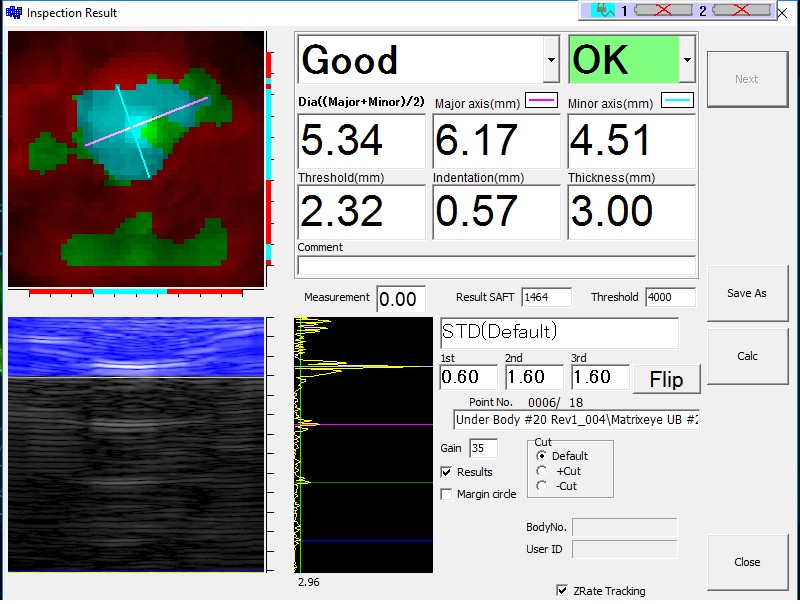 Inspection Result
1 2
Good OK
Next
Dia((Major+Minor)/2) Major axis(mm) Minor axis(mm)
5.34 6.17 4.51
Threshold(mm) Indentation(mm) Thickness(mm)
2.32 0.57 3.00
Comment
Measurement 0.00 Result SAFT 1464 Threshold 4000
Save As
STD(Default)
1st 2nd 3rd
0.60 1.60 1.60 Flip
Calc
Point No. 0006/ 18
Under Body #20 Rev1_004\Matrixeye UB #2
Gain 35
Cut
Default
+Cut
-Cut
Results
Margin circle
BodyNo.
User ID
Close
2.96
ZRate Tracking